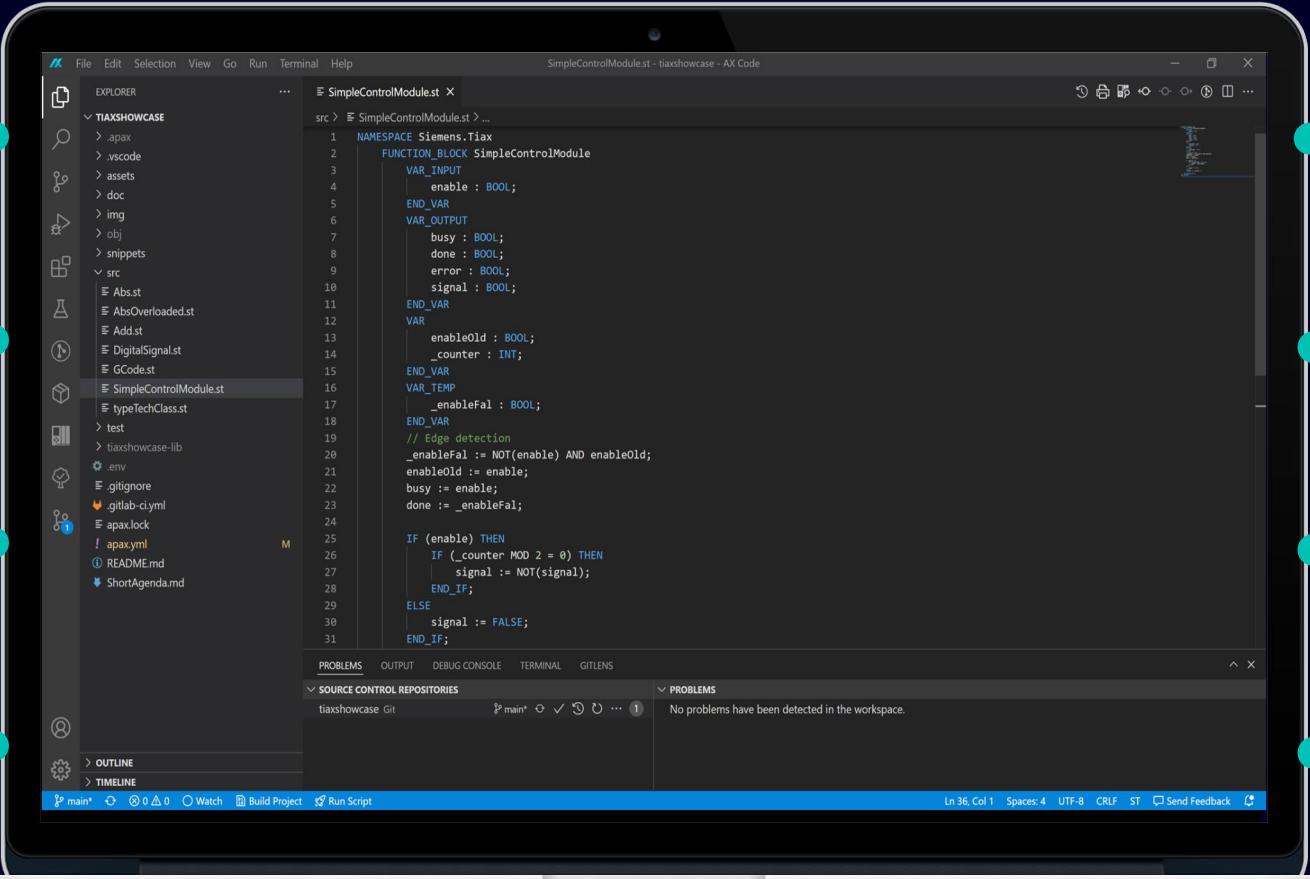 File Edit Selection View Go Run Terminal Help
SimpleControlModule.st - tiaxshowcase - AX Code
EXPLORER
TIAXSHOWCASE
.apax
.vscode
assets
doc
img
obj
snippets
src
Abs.st
AbsOverloaded.st
Add.st
DigitalSignal.st
GCode.st
SimpleControlModule.st
typeTechClass.st
test
tiaxshowcase-lib
.env
.gitignore
.gitlab-ci.yml
apax.lock
apax.yml M
README.md
ShortAgenda.md
OUTLINE
TIMELINE
SimpleControlModule.st
src > SimpleControlModule.st > ...
1 NAMESPACE Siemens.Tiax
2 FUNCTION_BLOCK SimpleControlModule
3 VAR_INPUT
4 enable : BOOL;
5 END_VAR
6 VAR_OUTPUT
7 busy : BOOL;
8 done : BOOL;
9 error : BOOL;
10 signal : BOOL;
11 END_VAR
12 VAR
13 enableOld : BOOL;
14 _counter : INT;
15 END_VAR
16 VAR_TEMP
17 _enableFal : BOOL;
18 END_VAR
19 // Edge detection
20 _enableFal := NOT(enable) AND enableOld;
21 enableOld := enable;
22 busy := enable;
23 done := _enableFal;
24
25 IF (enable) THEN
26 IF (_counter MOD 2 = 0) THEN
27 signal := NOT(signal);
28 END_IF;
29 ELSE
30 signal := FALSE;
31 END_IF;
PROBLEMS OUTPUT DEBUG CONSOLE TERMINAL GITLENS
SOURCE CONTROL REPOSITORIES
tiaxshowcase Git main* 1
PROBLEMS
No problems have been detected in the workspace.
1
main* 0 0 Watch Build Project Run Script
Ln 36, Col 1 Spaces: 4 UTF-8 CRLF ST Send Feedback